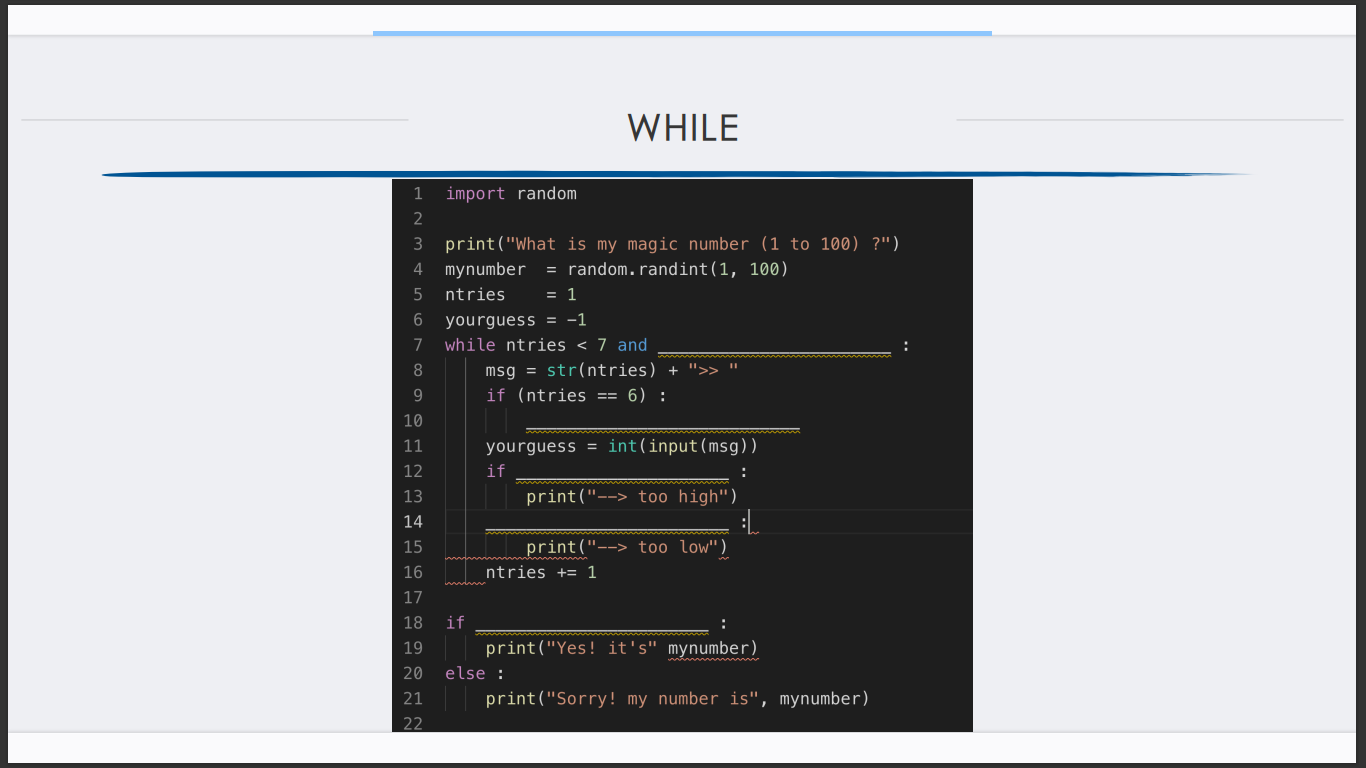 WHILE
1 import random
2
3 print("What is my magic number (1 to 100) ?")
4 mynumber  = random.randint(1, 100)
5 ntries    = 1
6 yourguess = -1
7 while ntries < 7 and _______________________ :
8     msg = str(ntries) + ">> "
9     if (ntries == 6) :
10         ___________________________
11     yourguess = int(input(msg))
12     if _____________________ :
13         print("--> too high")
14     ________________________ :
15         print("--> too low")
16     ntries += 1
17
18 if _______________________ :
19     print("Yes! it's" mynumber)
20 else :
21     print("Sorry! my number is", mynumber)
22